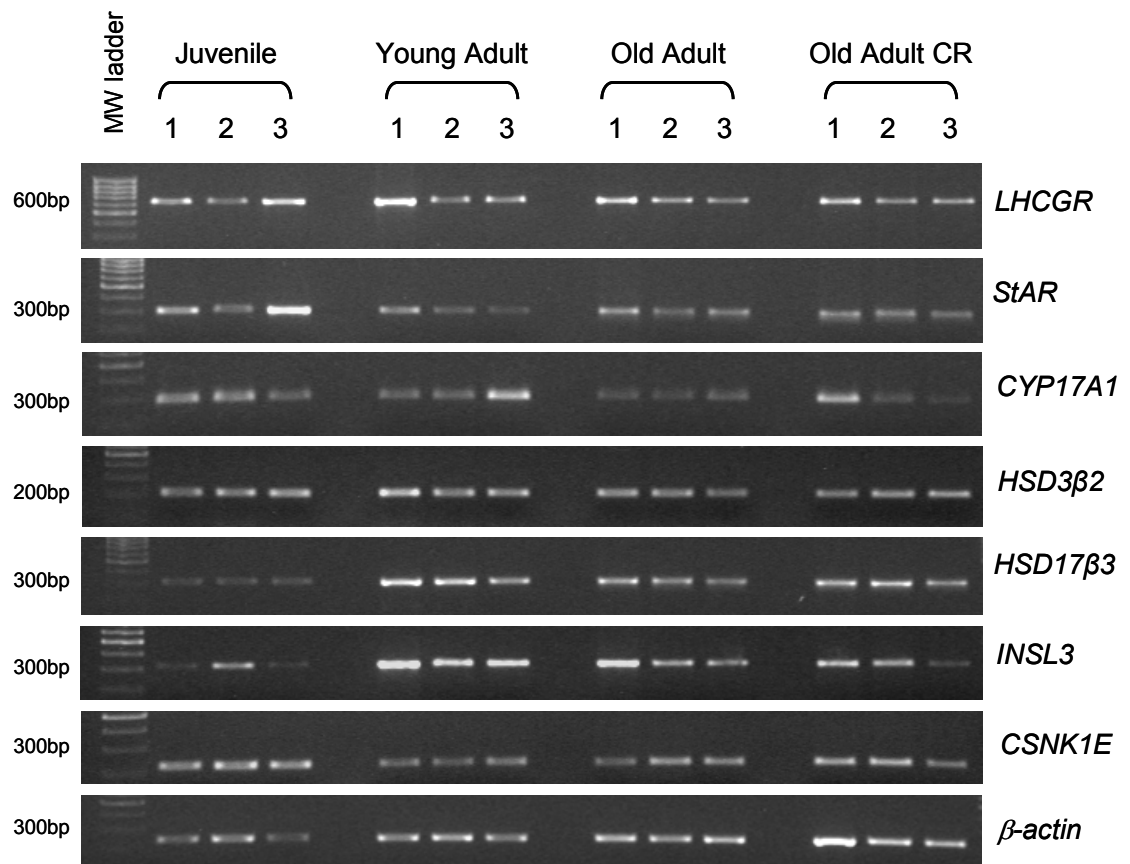 MW ladder
Juvenile Young Adult Old Adult Old Adult CR
1 2 3 1 2 3 1 2 3 1 2 3
600bp LHCGR
300bp StAR
300bp CYP17A1
200bp HSD3β2
300bp HSD17β3
300bp INSL3
300bp CSNK1E
300bp β-actin